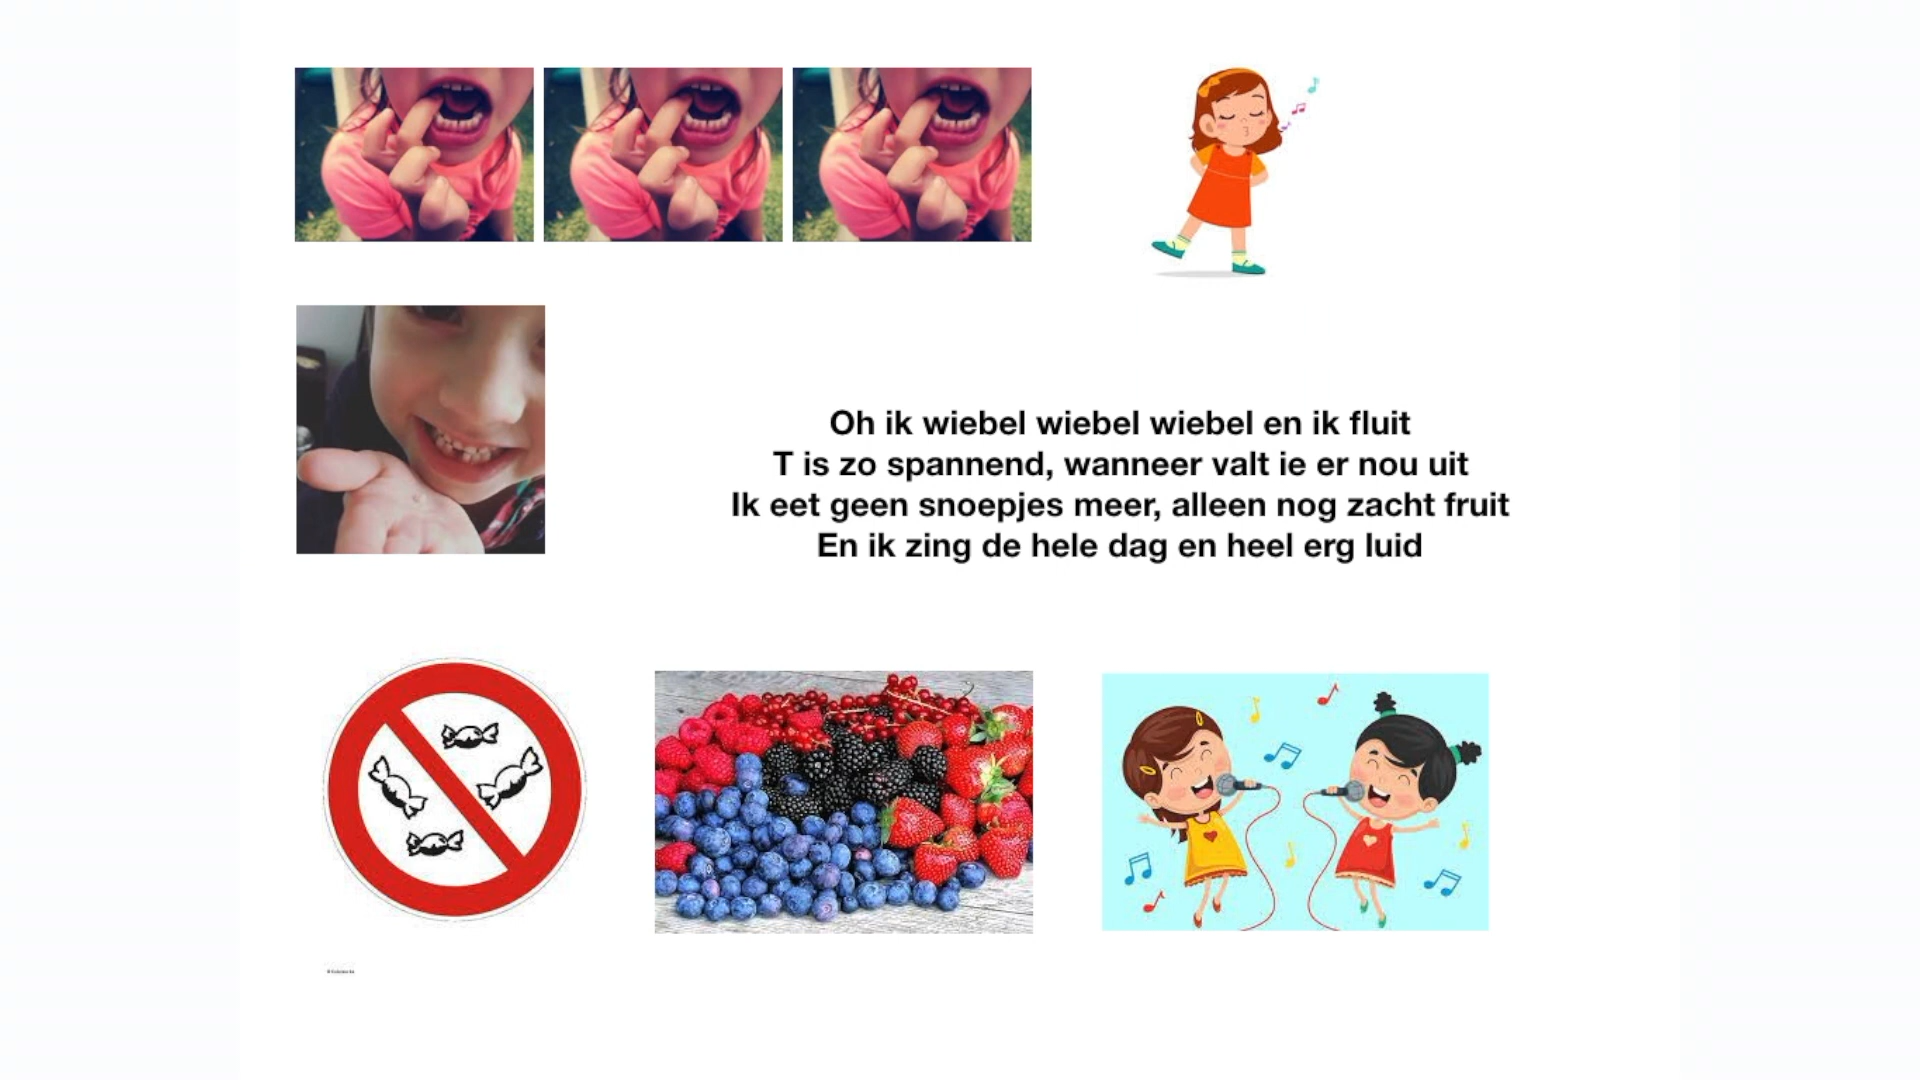 Oh ik wiebel wiebel wiebel en ik fluit
T is zo spannend, wanneer valt ie er nou uit
Ik eet geen snoepjes meer, alleen nog zacht fruit
En ik zing de hele dag en heel erg luid